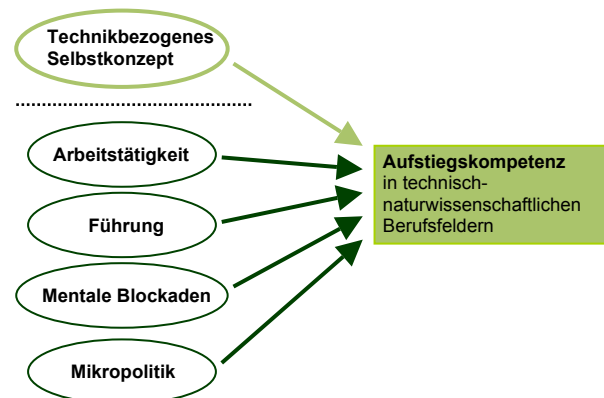 Technikbezogenes
Selbstkonzept
Arbeitstätigkeit
Führung
Mentale Blockaden
Mikropolitik
Aufstiegskompetenz
in technisch-
naturwissenschaftlichen
Berufsfeldern